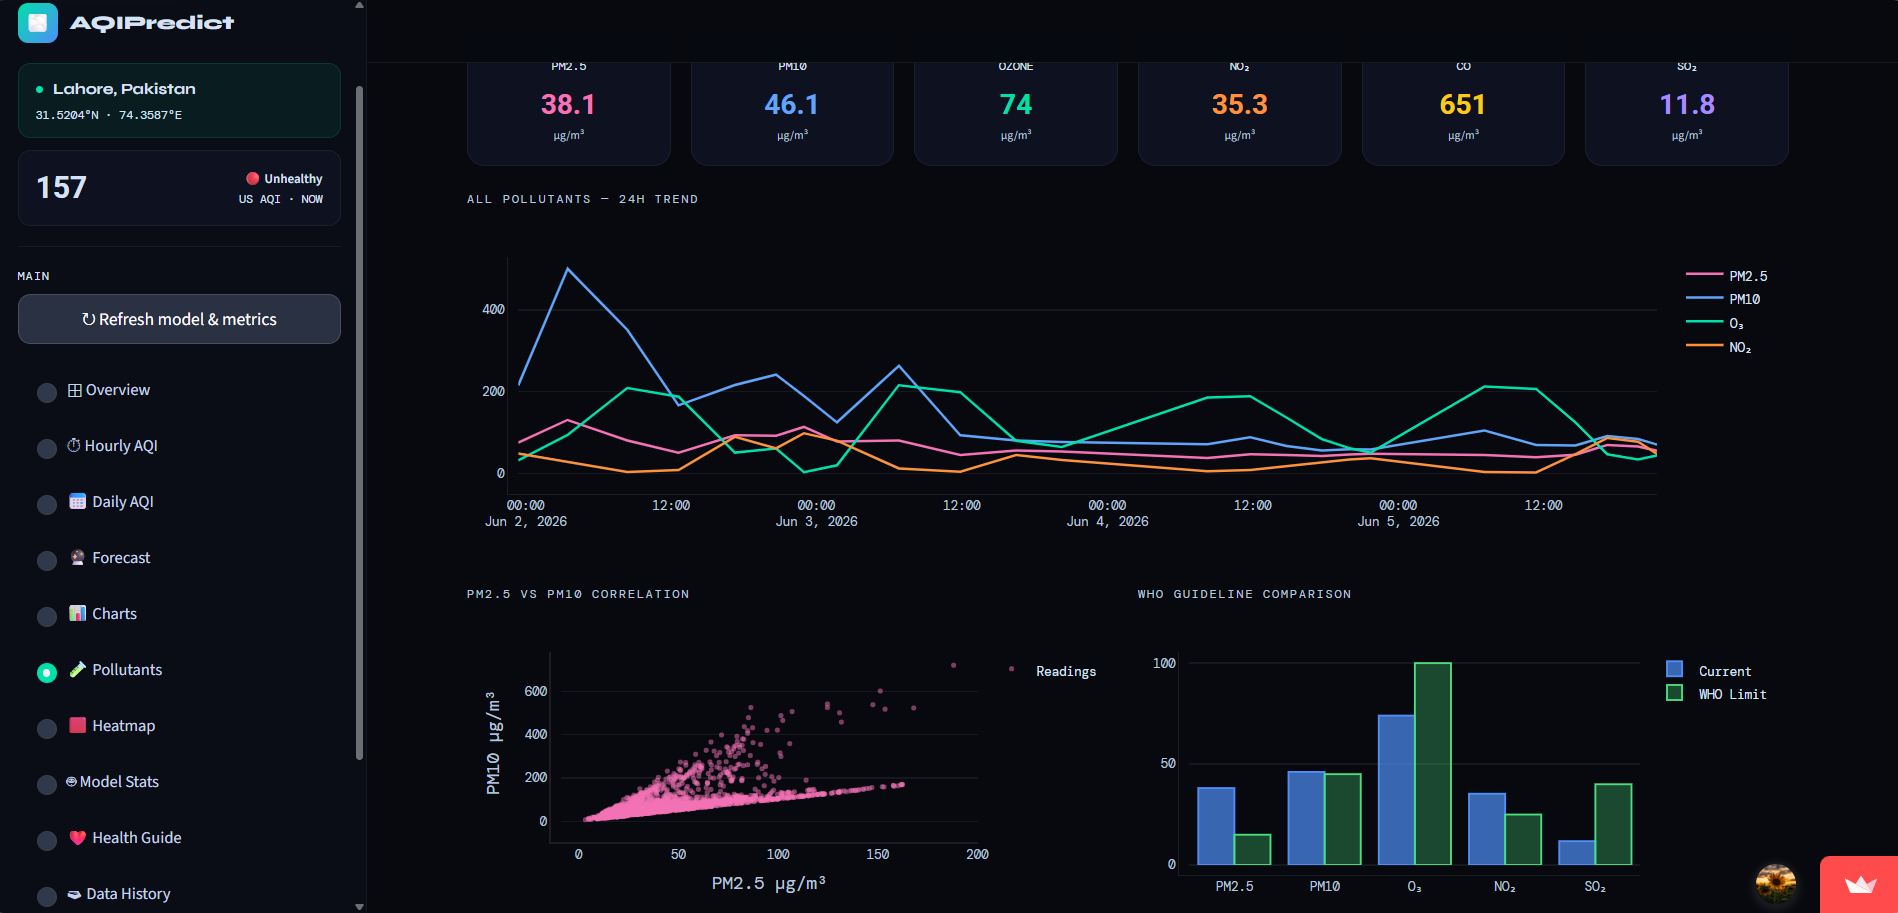 AQIPredict
Lahore, Pakistan
31.5204°N · 74.3587°E
157
Unhealthy
US AQI · NOW
MAIN
↻ Refresh model & metrics
Overview
Hourly AQI
Daily AQI
Forecast
Charts
Pollutants
Heatmap
Model Stats
Health Guide
Data History
PM2.5
38.1
µg/m³
PM10
46.1
µg/m³
OZONE
74
µg/m³
NO₂
35.3
µg/m³
CO
651
µg/m³
SO₂
11.8
µg/m³
ALL POLLUTANTS — 24H TREND
400
200
0
00:00
Jun 2, 2026
12:00
00:00
Jun 3, 2026
12:00
00:00
Jun 4, 2026
12:00
00:00
Jun 5, 2026
12:00
PM2.5
PM10
O₃
NO₂
PM2.5 VS PM10 CORRELATION
PM10 µg/m³
600
400
200
0
0
50
100
150
200
PM2.5 µg/m³
Readings
WHO GUIDELINE COMPARISON
100
50
0
PM2.5
PM10
O₃
NO₂
SO₂
Current
WHO Limit